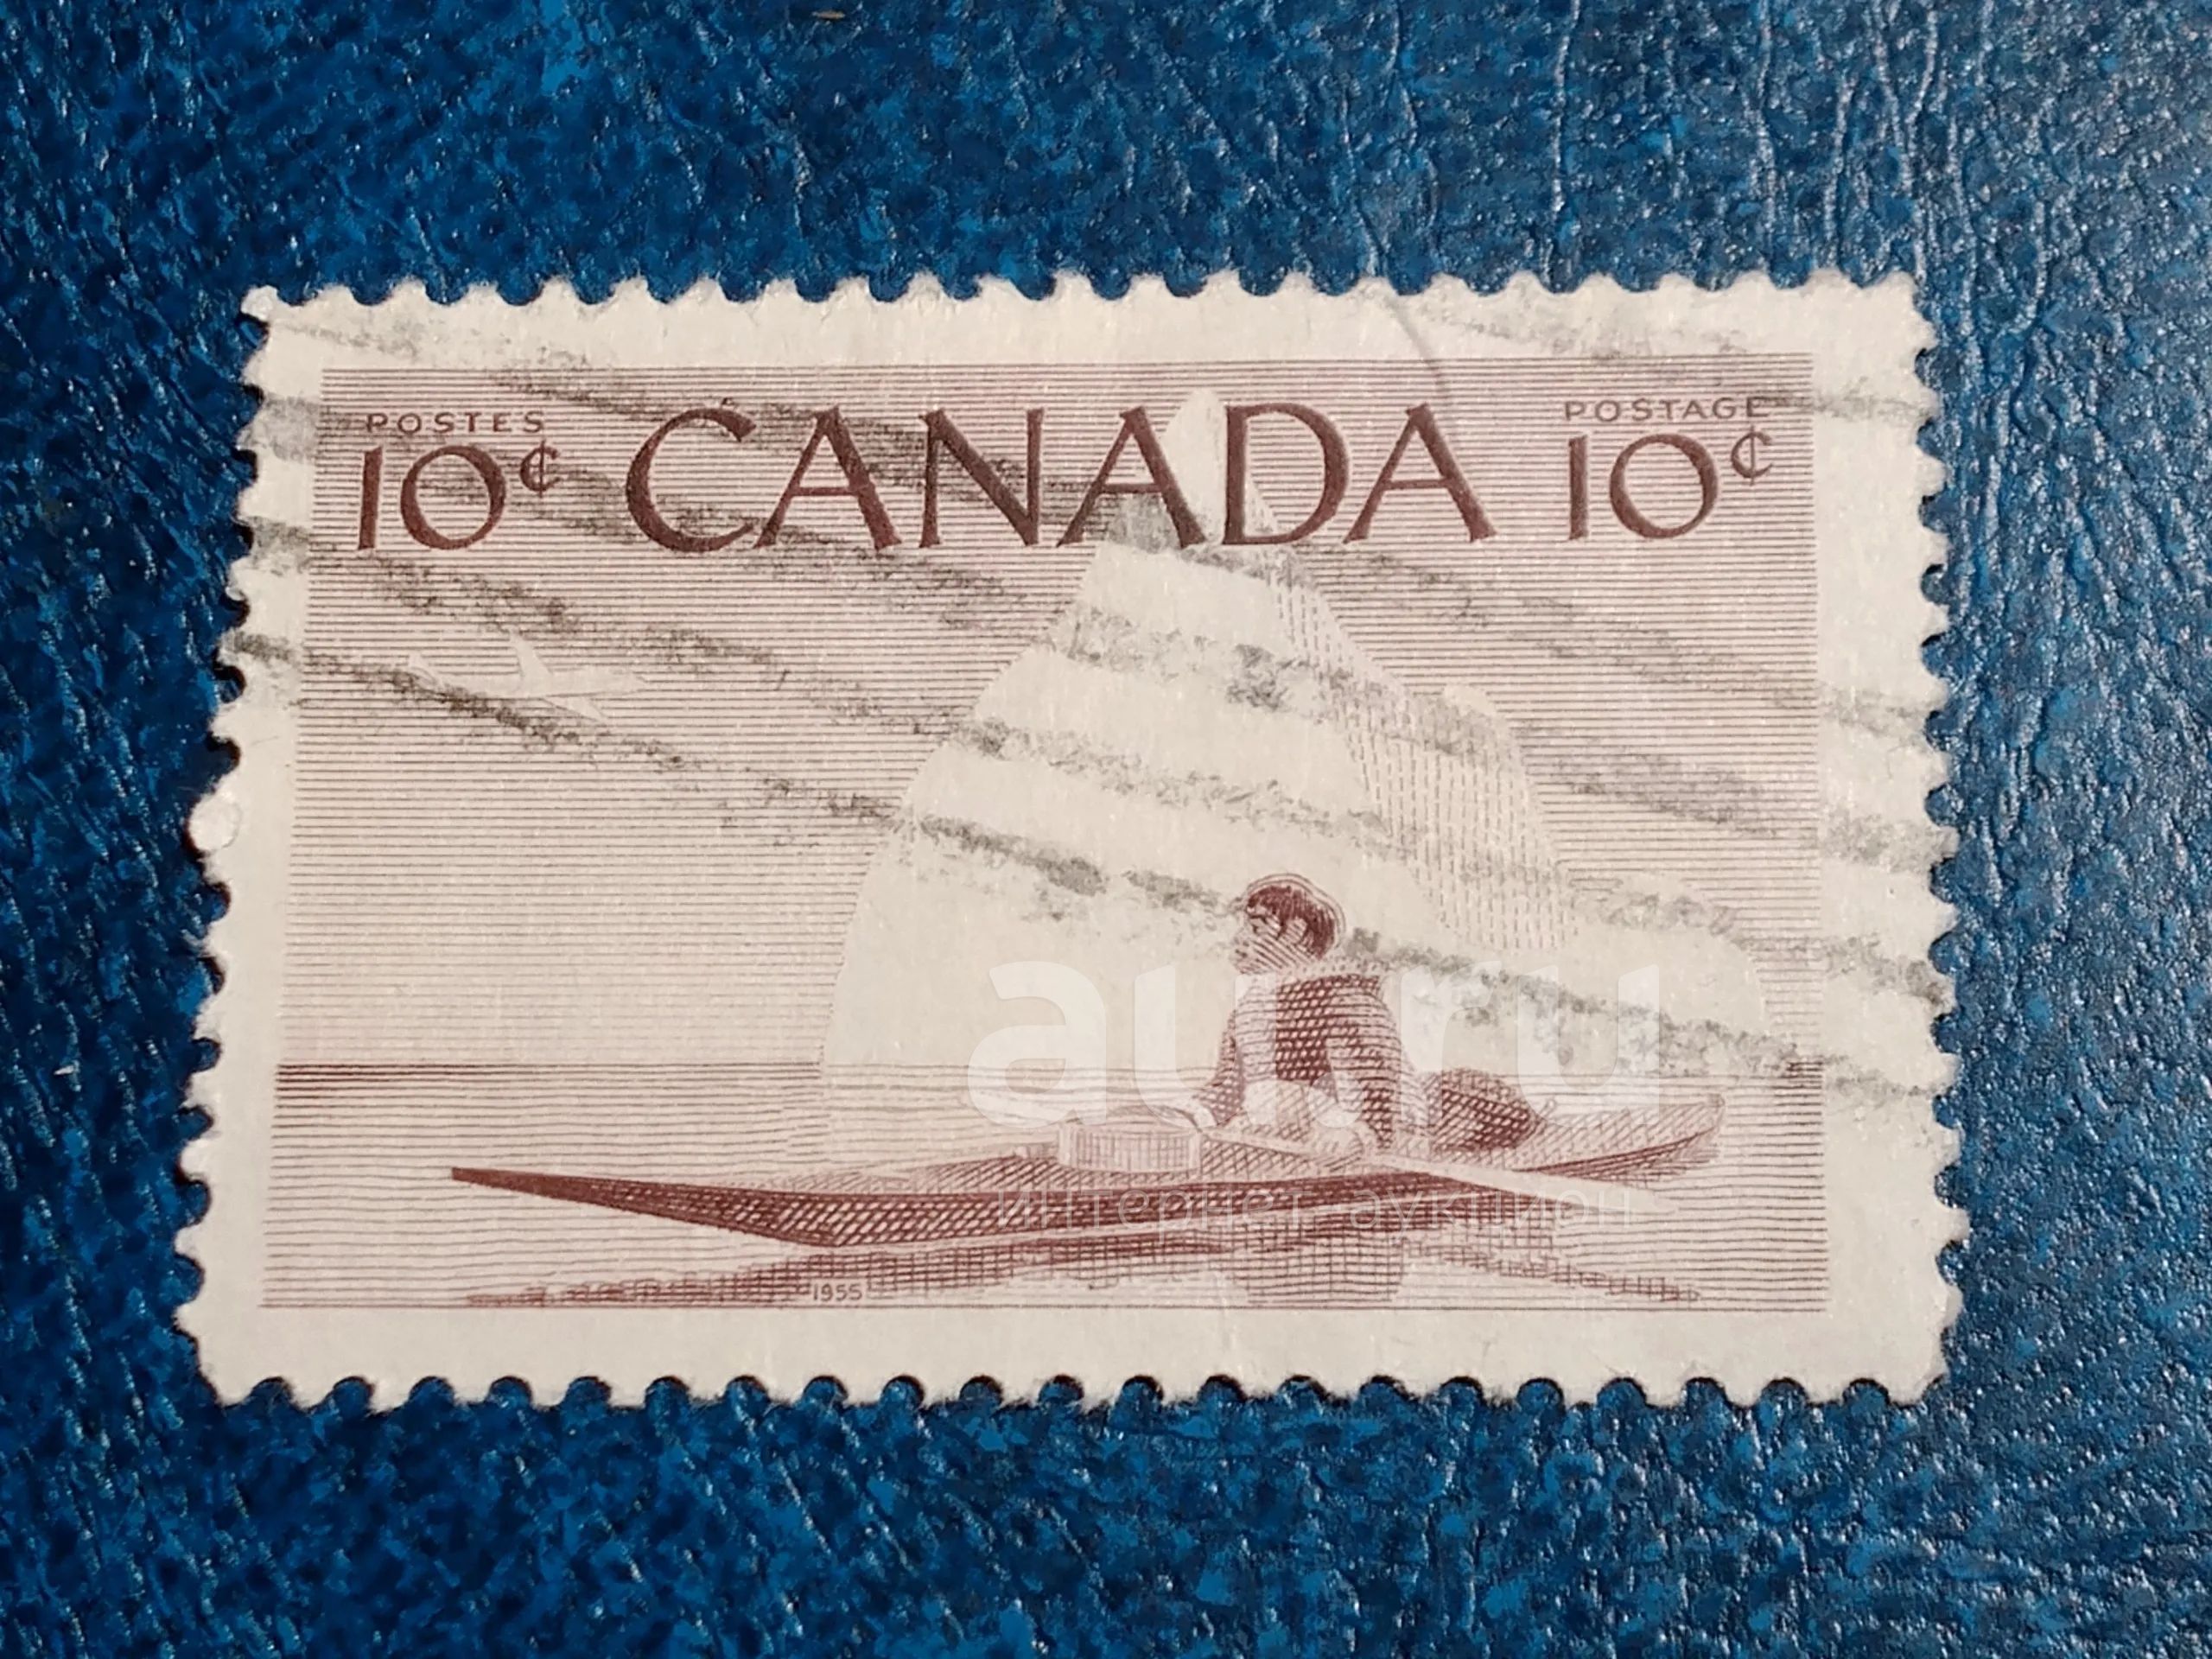 POSTES
10¢
CANADA
POSTAGE
10¢
au.ru
интернет аукцион
1955